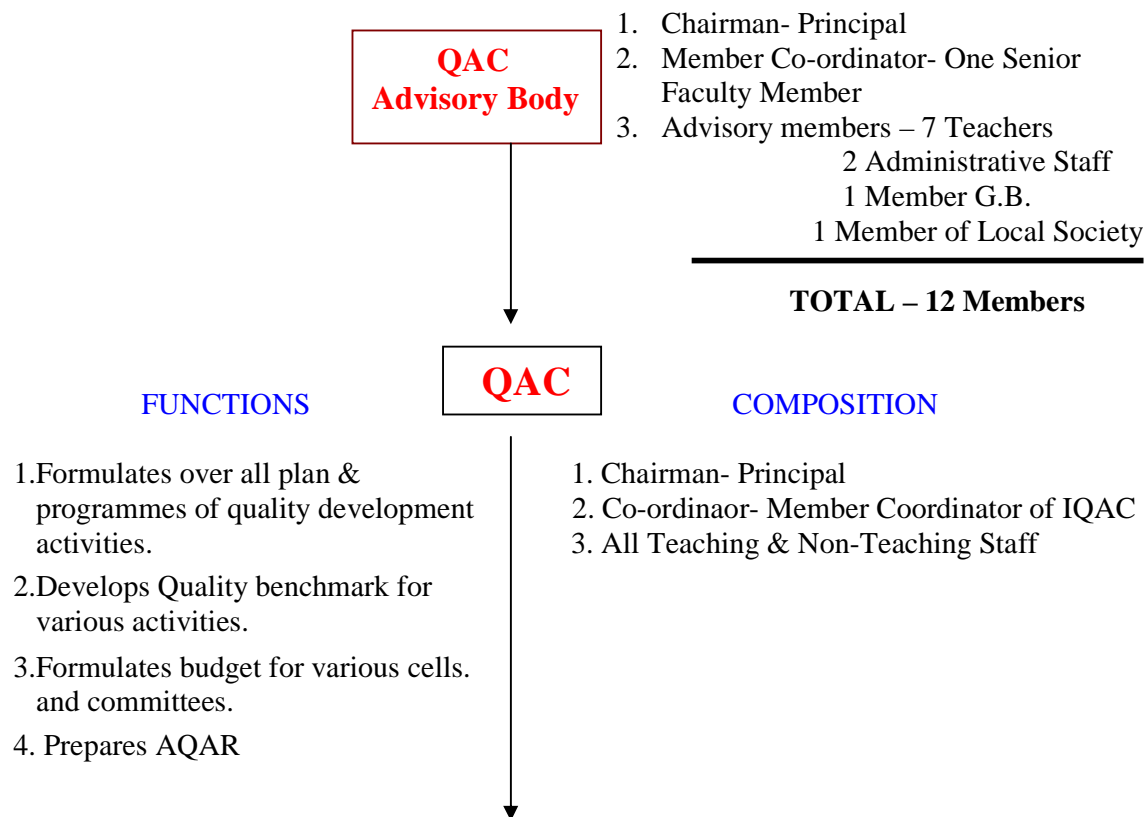 QAC
Advisory Body
1. Chairman- Principal
2. Member Co-ordinator- One Senior
Faculty Member
3. Advisory members – 7 Teachers
2 Administrative Staff
1 Member G.B.
1 Member of Local Society
TOTAL – 12 Members
QAC
FUNCTIONS
1.Formulates over all plan &
programmes of quality development
activities.
2.Develops Quality benchmark for
various activities.
3.Formulates budget for various cells.
and committees.
4. Prepares AQAR
COMPOSITION
1. Chairman- Principal
2. Co-ordinaor- Member Coordinator of IQAC
3. All Teaching & Non-Teaching Staff